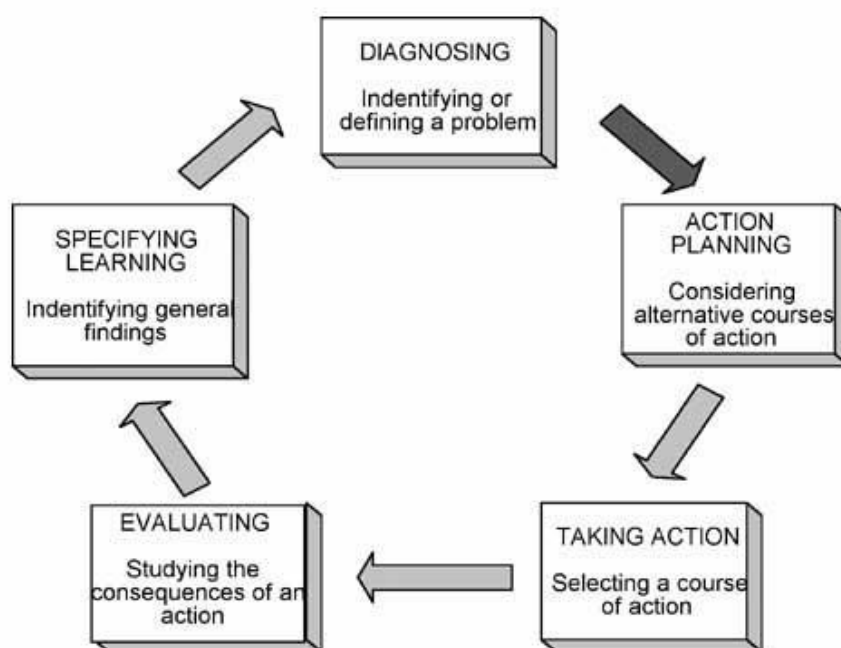 DIAGNOSING
Indentifying or
defining a problem
ACTION
PLANNING
Considering
alternative courses
of action
TAKING ACTION
Selecting a course
of action
EVALUATING
Studying the
consequences of an
action
SPECIFYING
LEARNING
Indentifying general
findings